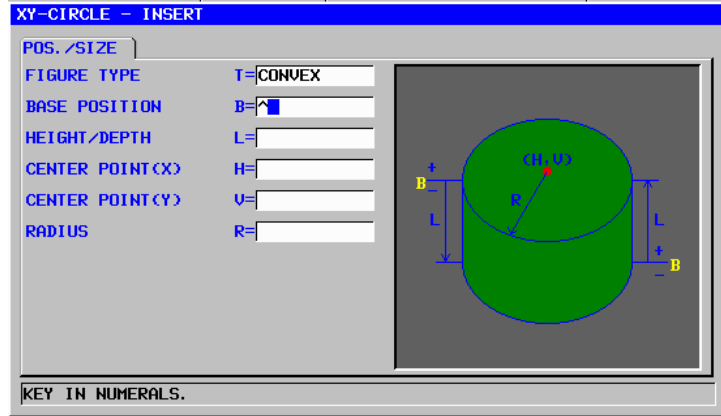 XY-CIRCLE - INSERT
POS./SIZE
FIGURE TYPE T=CONVEX
BASE POSITION B=^
HEIGHT/DEPTH L=
CENTER POINT(X) H=
CENTER POINT(Y) V=
RADIUS R=
(H,V)
+
B
-
R
L
L
+
B
-
KEY IN NUMERALS.